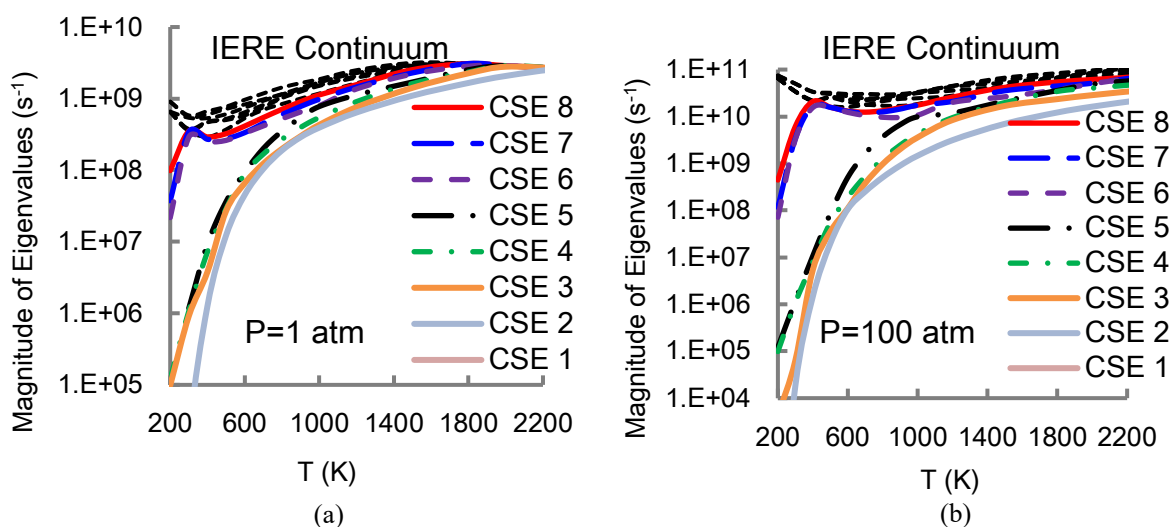 1.E+10
IERE Continuum
1.E+09
1.E+08
1.E+07
1.E+06
1.E+05
Magnitude of Eigenvalues (s⁻¹)
CSE 8
CSE 7
CSE 6
CSE 5
CSE 4
CSE 3
CSE 2
CSE 1
P=1 atm
200 600 1000 1400 1800 2200
T (K)
(a)
IERE Continuum
1.E+12
1.E+11
1.E+10
1.E+09
1.E+08
1.E+07
1.E+06
1.E+05
1.E+04
Magnitude of Eigenvalues (s⁻¹)
CSE 8
CSE 7
CSE 6
CSE 5
CSE 4
CSE 3
CSE 2
CSE 1
P=100 atm
200 600 1000 1400 1800 2200
T (K)
(b)